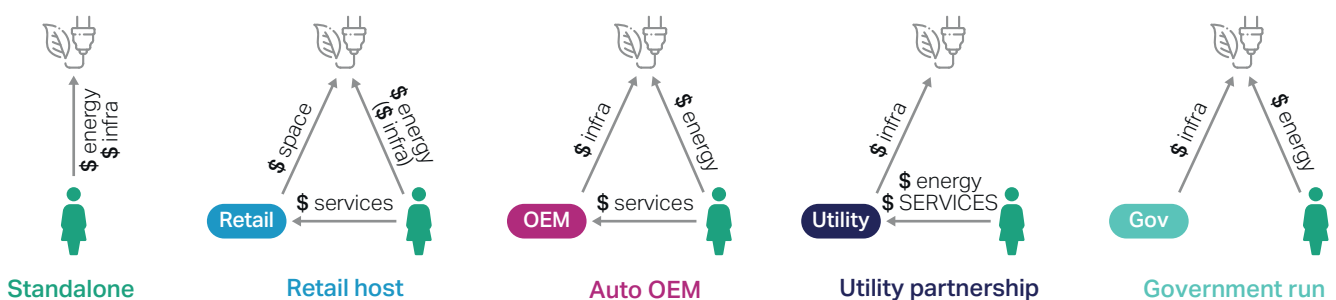 $ energy
$ infra
Standalone
$ space
$ energy
($ infra)
$ services
Retail
Retail host
$ infra
$ energy
$ services
OEM
Auto OEM
$ infra
$ energy
$ SERVICES
Utility
Utility partnership
$ infra
$ energy
Gov
Government run